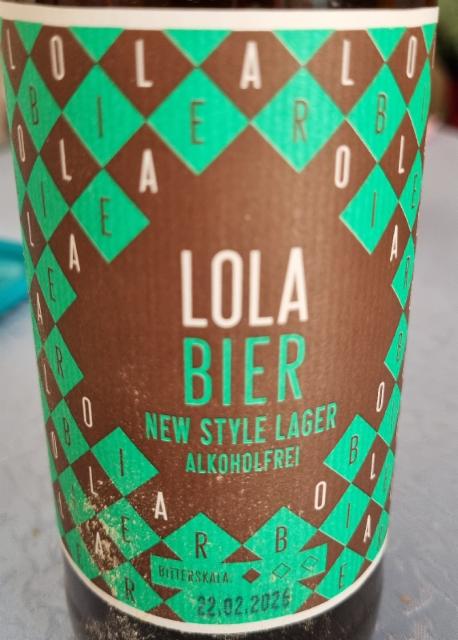 LOLA
BIER
NEW STYLE LAGER
ALKOHOLFREI
BITTERSKALA
22.02.2026